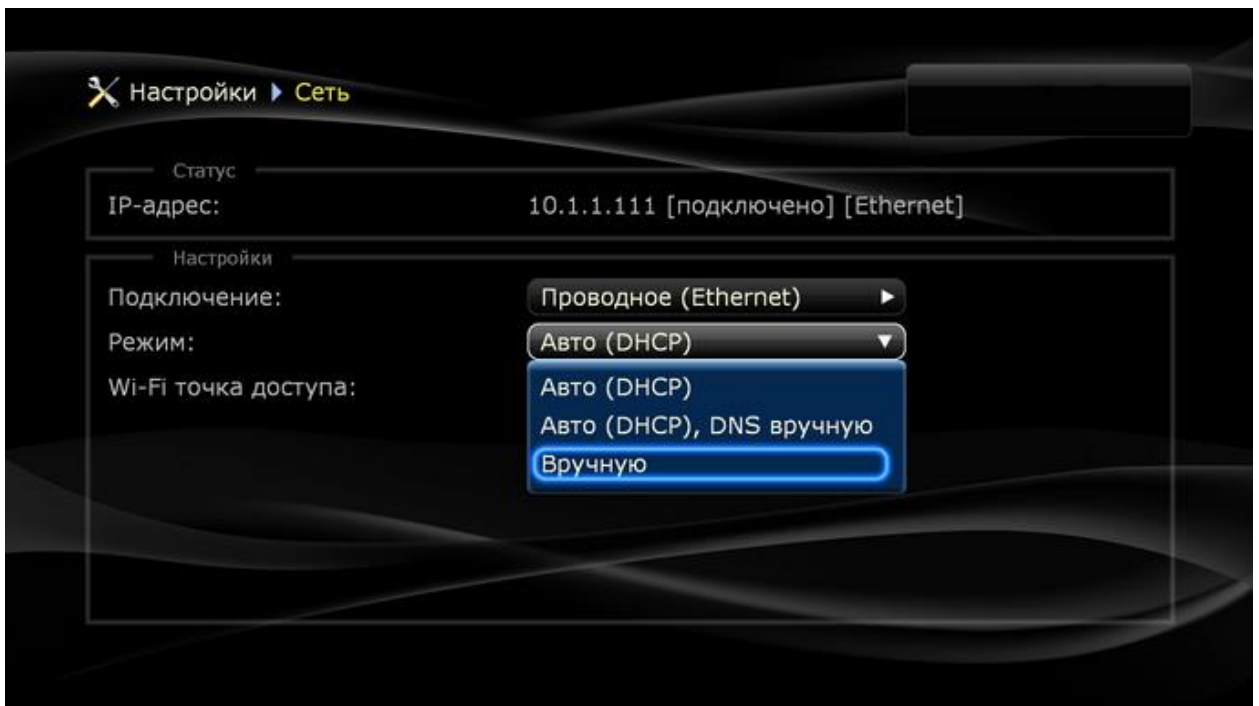 Настройки Сеть
Статус
IP-адрес: 10.1.1.111 [подключено] [Ethernet]
Настройки
Подключение: Проводное (Ethernet)
Режим: Авто (DHCP)
Wi-Fi точка доступа: Авто (DHCP)
Авто (DHCP), DNS вручную
Вручную